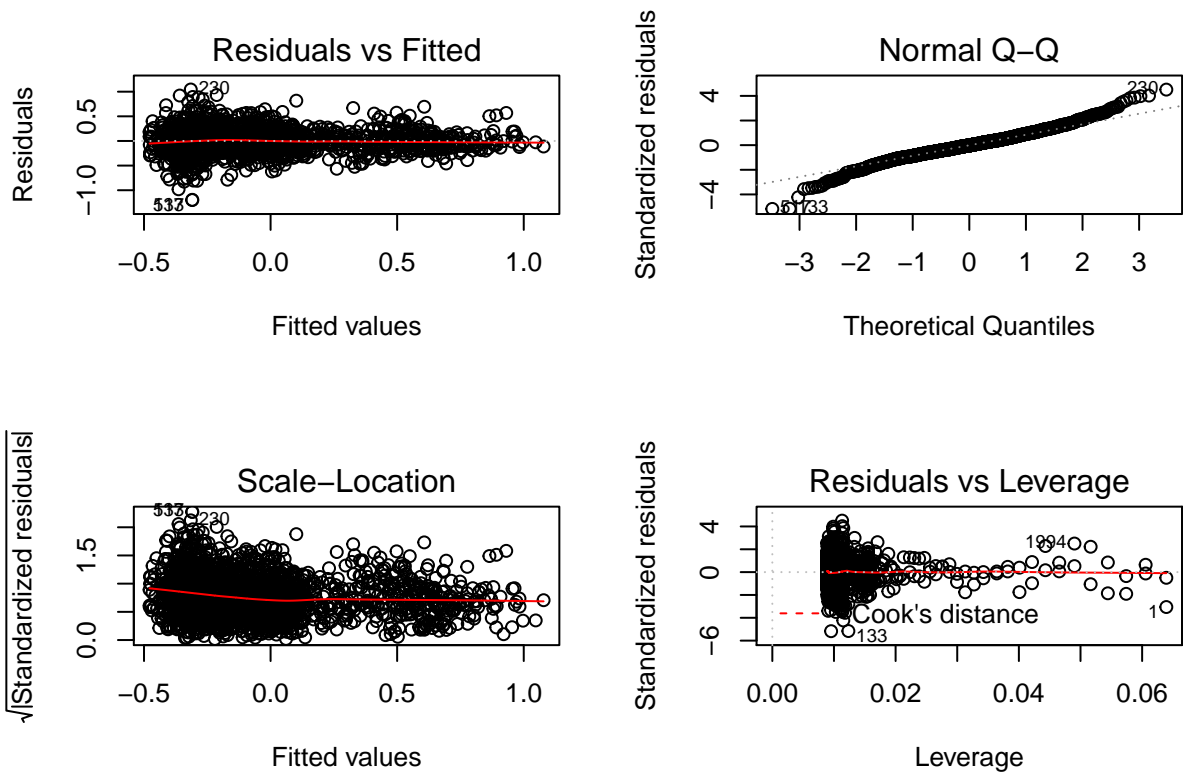 Residuals vs Fitted
Residuals
0.5
−1.0
230
133
−0.5 0.0 0.5 1.0
Fitted values
Normal Q−Q
Standardized residuals
4
0
−4
230
133
−3 −2 −1 0 1 2 3
Theoretical Quantiles
Scale−Location
√|Standardized residuals|
1.5
0.0
230
−0.5 0.0 0.5 1.0
Fitted values
Residuals vs Leverage
Standardized residuals
4
0
−6
1994
Cook's distance
1
133
0.00 0.02 0.04 0.06
Leverage